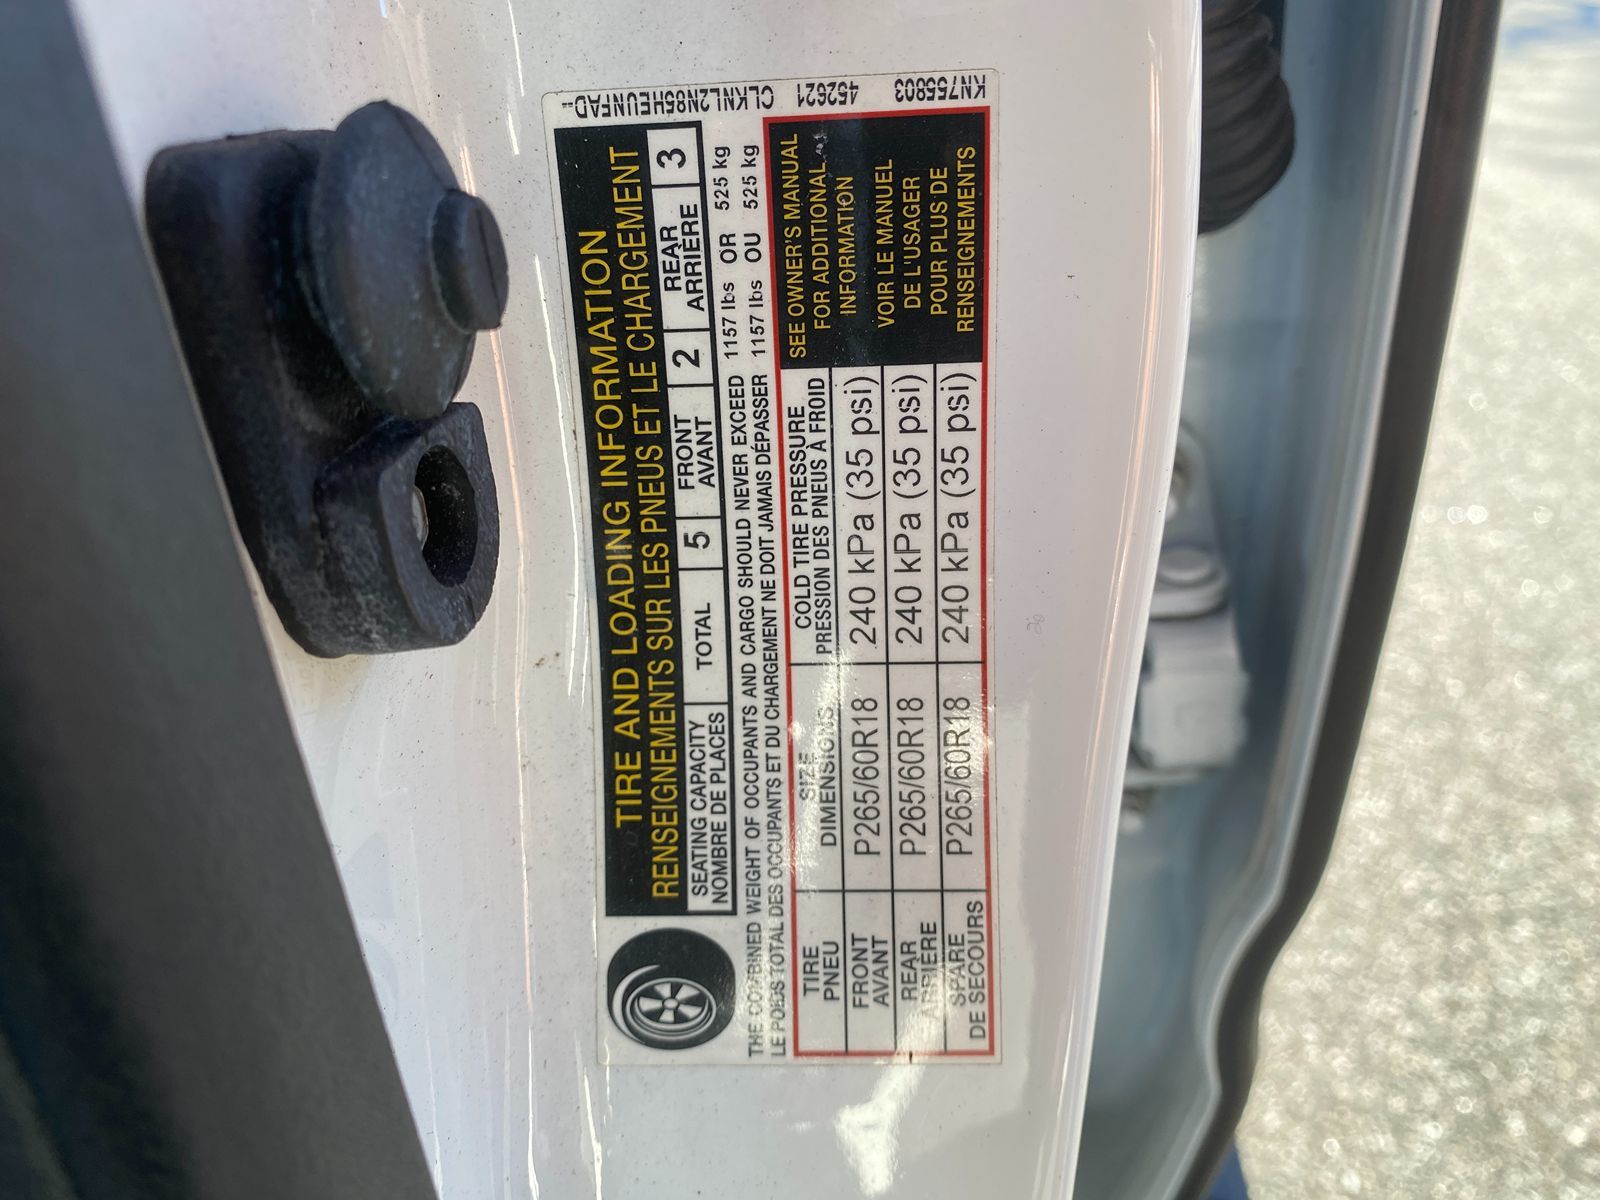 TIRE AND LOADING INFORMATION
RENSEIGNEMENTS SUR LES PNEUS ET LE CHARGEMENT
SEATING CAPACITY
NOMBRE DE PLACES
TOTAL 5
FRONT
AVANT
2
REAR
ARRIÈRE
3
THE COMBINED WEIGHT OF OCCUPANTS AND CARGO SHOULD NEVER EXCEED 1157 lbs OR 525 kg
LE POIDS TOTAL DES OCCUPANTS ET DU CHARGEMENT NE DOIT JAMAIS DÉPASSER 1157 lbs OU 525 kg
TIRE
PNEU
SIZE
DIMENSIONS
COLD TIRE PRESSURE
PRESSION DES PNEUS À FROID
FRONT
AVANT
P265/60R18
240 kPa (35 psi)
REAR
ARRIÈRE
P265/60R18
240 kPa (35 psi)
SPARE
DE SECOURS
P265/60R18
240 kPa (35 psi)
SEE OWNER'S MANUAL
FOR ADDITIONAL
INFORMATION
VOIR LE MANUEL
DE L'USAGER
POUR PLUS DE
RENSEIGNEMENTS
KN755803 452621 CLKNL2N85HEUNFAD--